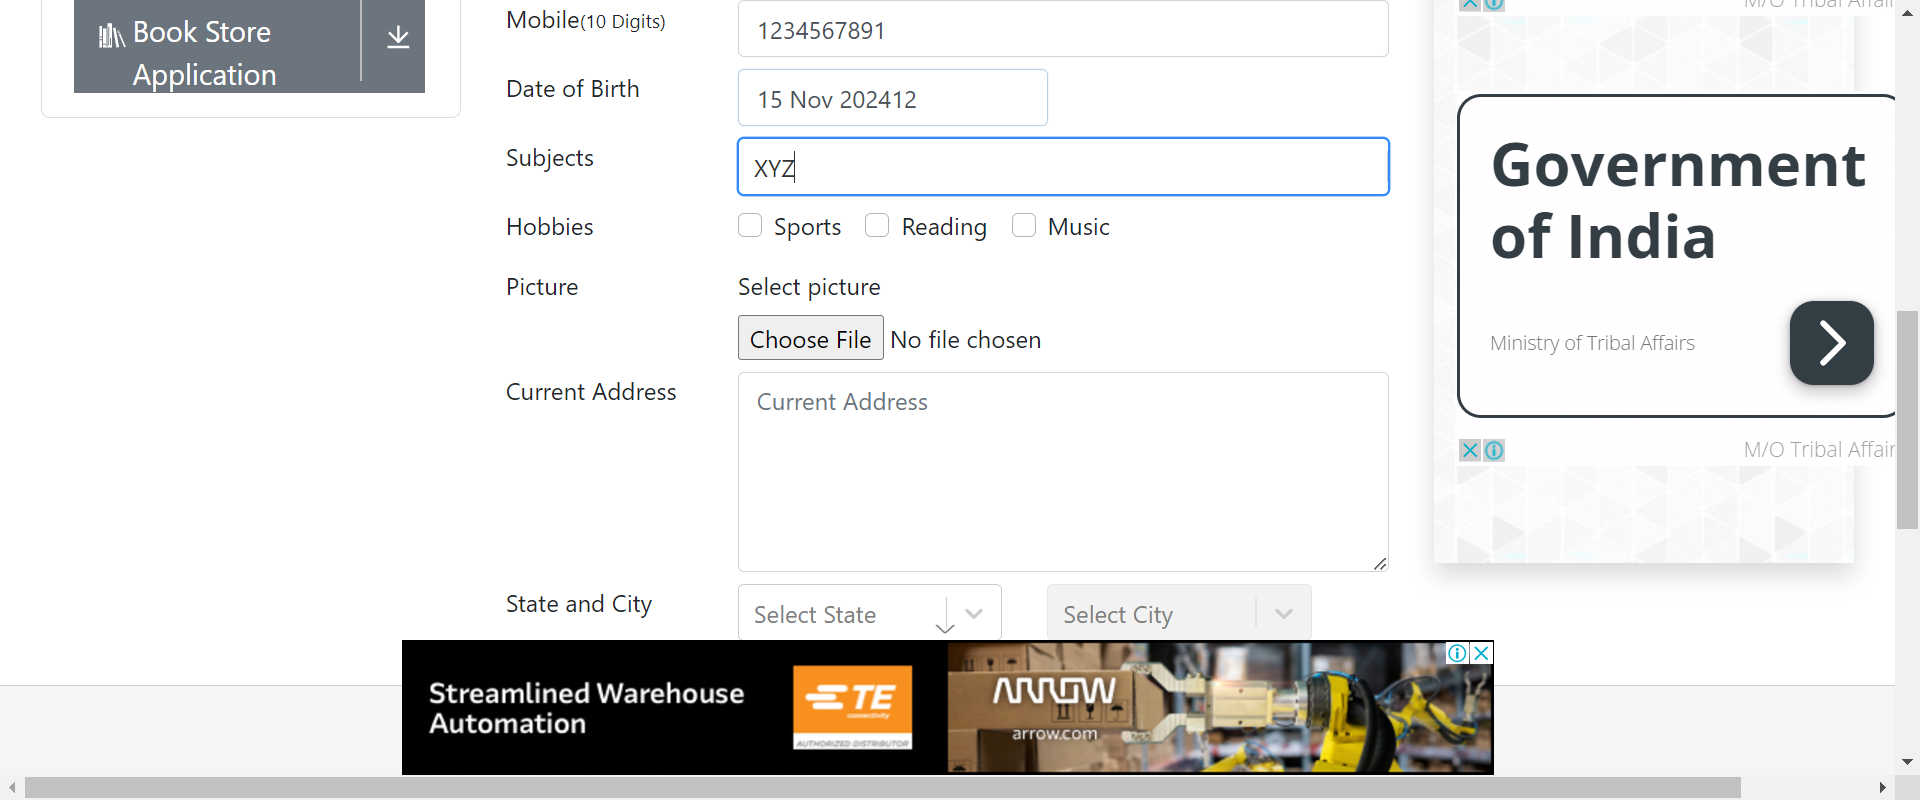 Book Store
Application
Mobile(10 Digits)
1234567891
Date of Birth
15 Nov 202412
Subjects
XYZ
Hobbies
Sports
Reading
Music
Picture
Select picture
Choose File
No file chosen
Current Address
Current Address
State and City
Select State
Select City
M/O Tribal Affair
Government
of India
Ministry of Tribal Affairs
M/O Tribal Affair
Streamlined Warehouse
Automation
TE
connectivity
AUTHORIZED DISTRIBUTOR
ARROW
arrow.com